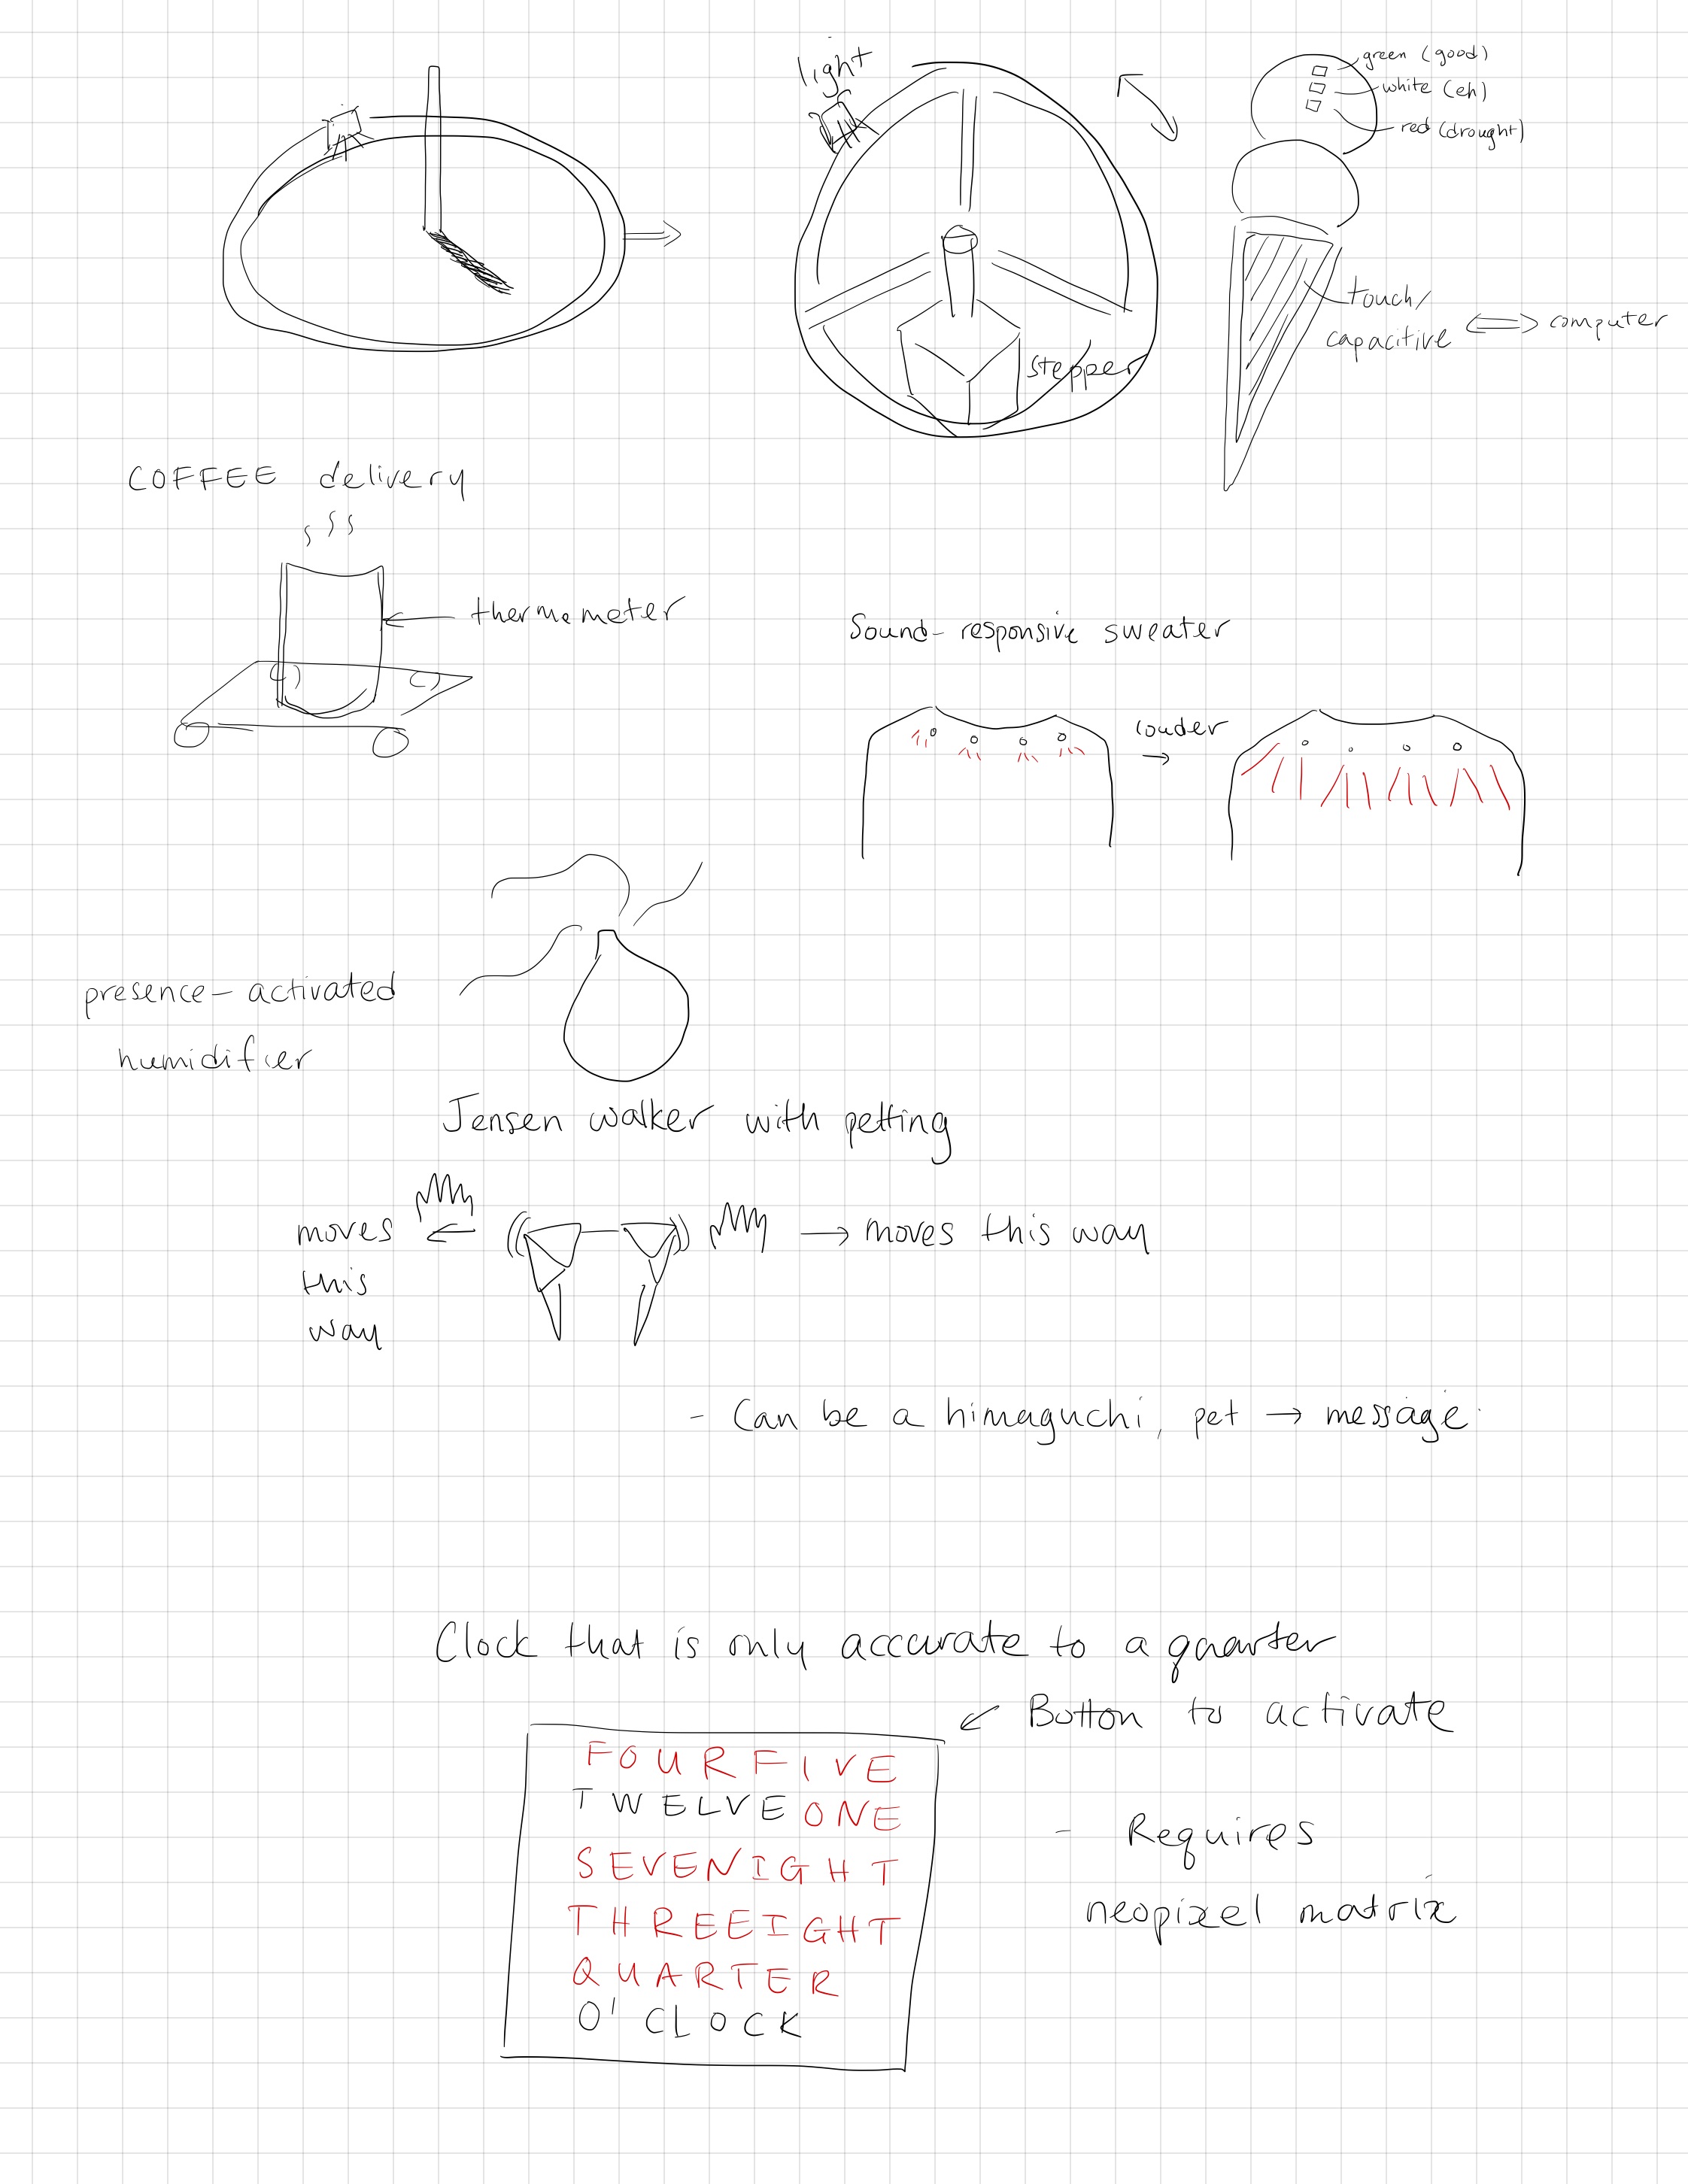 light
green (good)
white (eh)
red (drought)
touch/
capacitive ⟺ computer
stepper
COFFEE delivery
thermometer
Sound-responsive sweater
louder
presence-activated
humidifier
Jensen walker with petting
moves
this
way
moves this way
- Can be a himaguchi, pet → message
Clock that is only accurate to a quarter
Button to activate
FOURFIVE
TWELVEONE
SEVENIGHT
THREEIGHT
QUARTER
O'CLOCK
- Requires
neopixel matrix